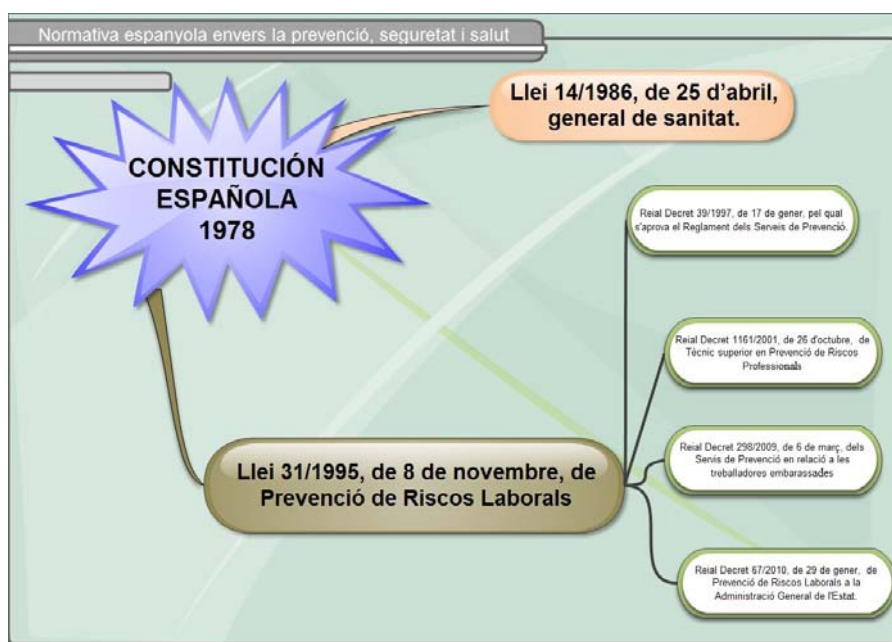 Normativa espanyola envers la prevenció, seguretat i salut
Llei 14/1986, de 25 d'abril,
general de sanitat.
CONSTITUCIÓN
ESPAÑOLA
1978
Reial Decret 39/1997, de 17 de gener, pel qual
s'aprova el Reglament dels Serveis de Prevenció.
Reial Decret 1161/2001, de 26 d'octubre, de
Tècnic superior en Prevenció de Riscos
Professionals
Reial Decret 298/2009, de 6 de març, dels
Servis de Prevenció en relació a les
treballadores embarassades
Llei 31/1995, de 8 de novembre, de
Prevenció de Riscos Laborals
Reial Decret 67/2010, de 29 de gener, de
Prevenció de Riscos Laborals a la
Administració General de l'Estat.